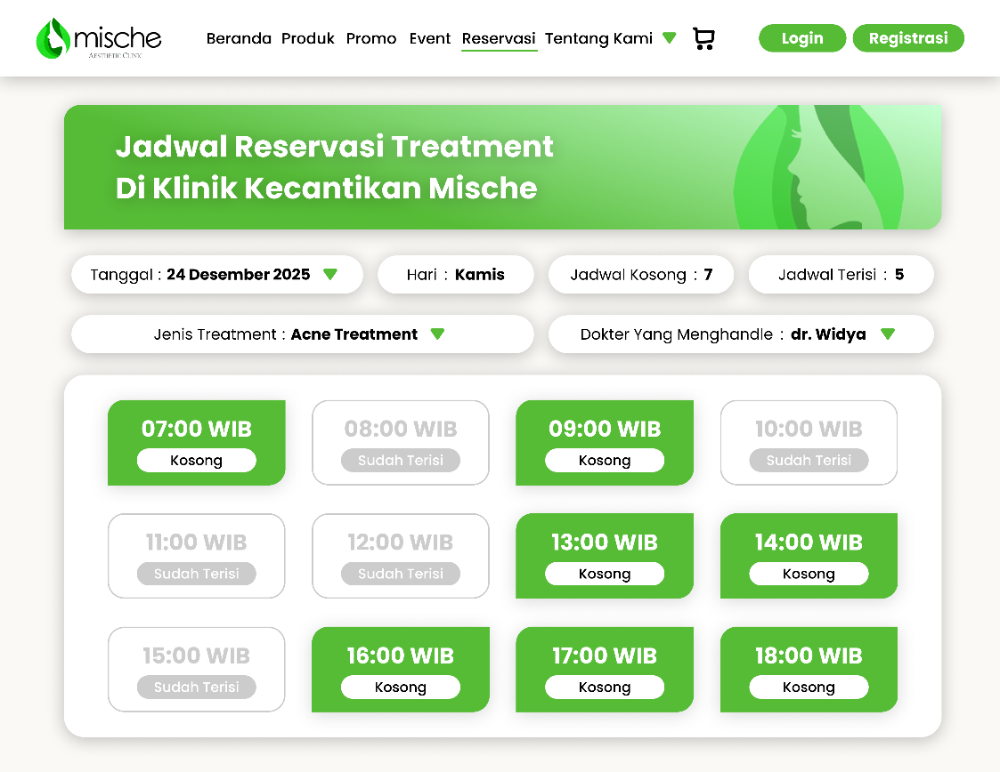 mische
AESTHETIC CLINIK
Beranda Produk Promo Event Reservasi Tentang Kami
Login Registrasi
Jadwal Reservasi Treatment
Di Klinik Kecantikan Mische
Tanggal : 24 Desember 2025 Hari : Kamis Jadwal Kosong : 7 Jadwal Terisi : 5
Jenis Treatment : Acne Treatment Dokter Yang Menghandle : dr. Widya
07:00 WIB 08:00 WIB 09:00 WIB 10:00 WIB
Kosong Sudah Terisi Kosong Sudah Terisi
11:00 WIB 12:00 WIB 13:00 WIB 14:00 WIB
Sudah Terisi Sudah Terisi Kosong Kosong
15:00 WIB 16:00 WIB 17:00 WIB 18:00 WIB
Sudah Terisi Kosong Kosong Kosong